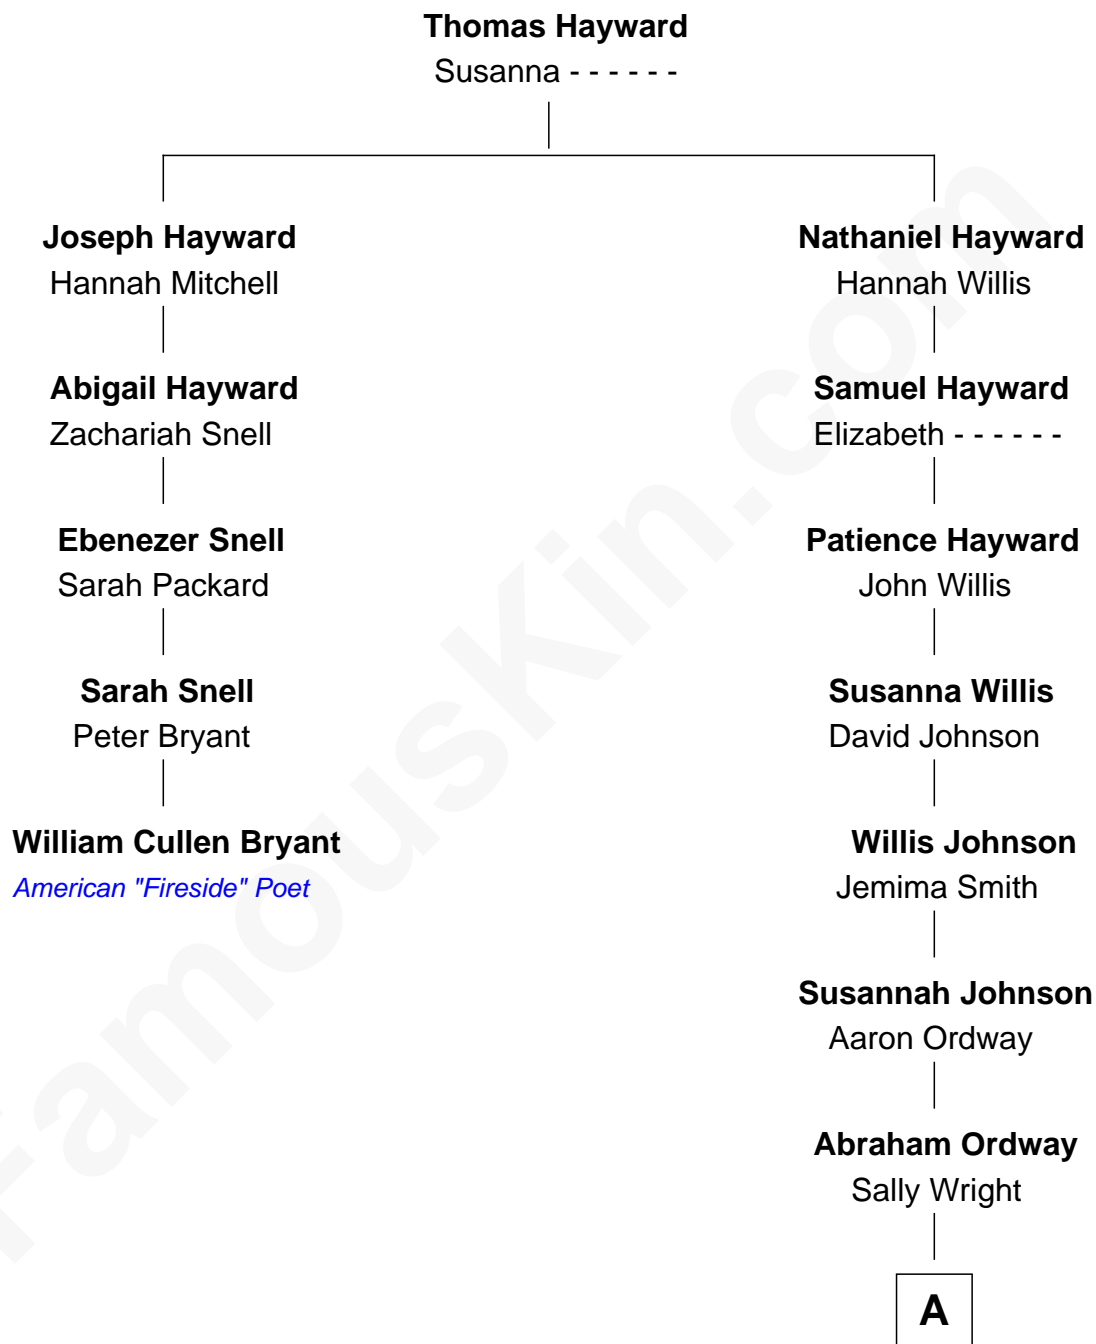 Thomas Hayward
Susanna - - - - - -
Joseph Hayward
Hannah Mitchell
Nathaniel Hayward
Hannah Willis
Abigail Hayward
Zachariah Snell
Samuel Hayward
Elizabeth - - - - - -
Ebenezer Snell
Sarah Packard
Patience Hayward
John Willis
Sarah Snell
Peter Bryant
Susanna Willis
David Johnson
William Cullen Bryant
American "Fireside" Poet
Willis Johnson
Jemima Smith
Susannah Johnson
Aaron Ordway
Abraham Ordway
Sally Wright
A
FamousKin.com